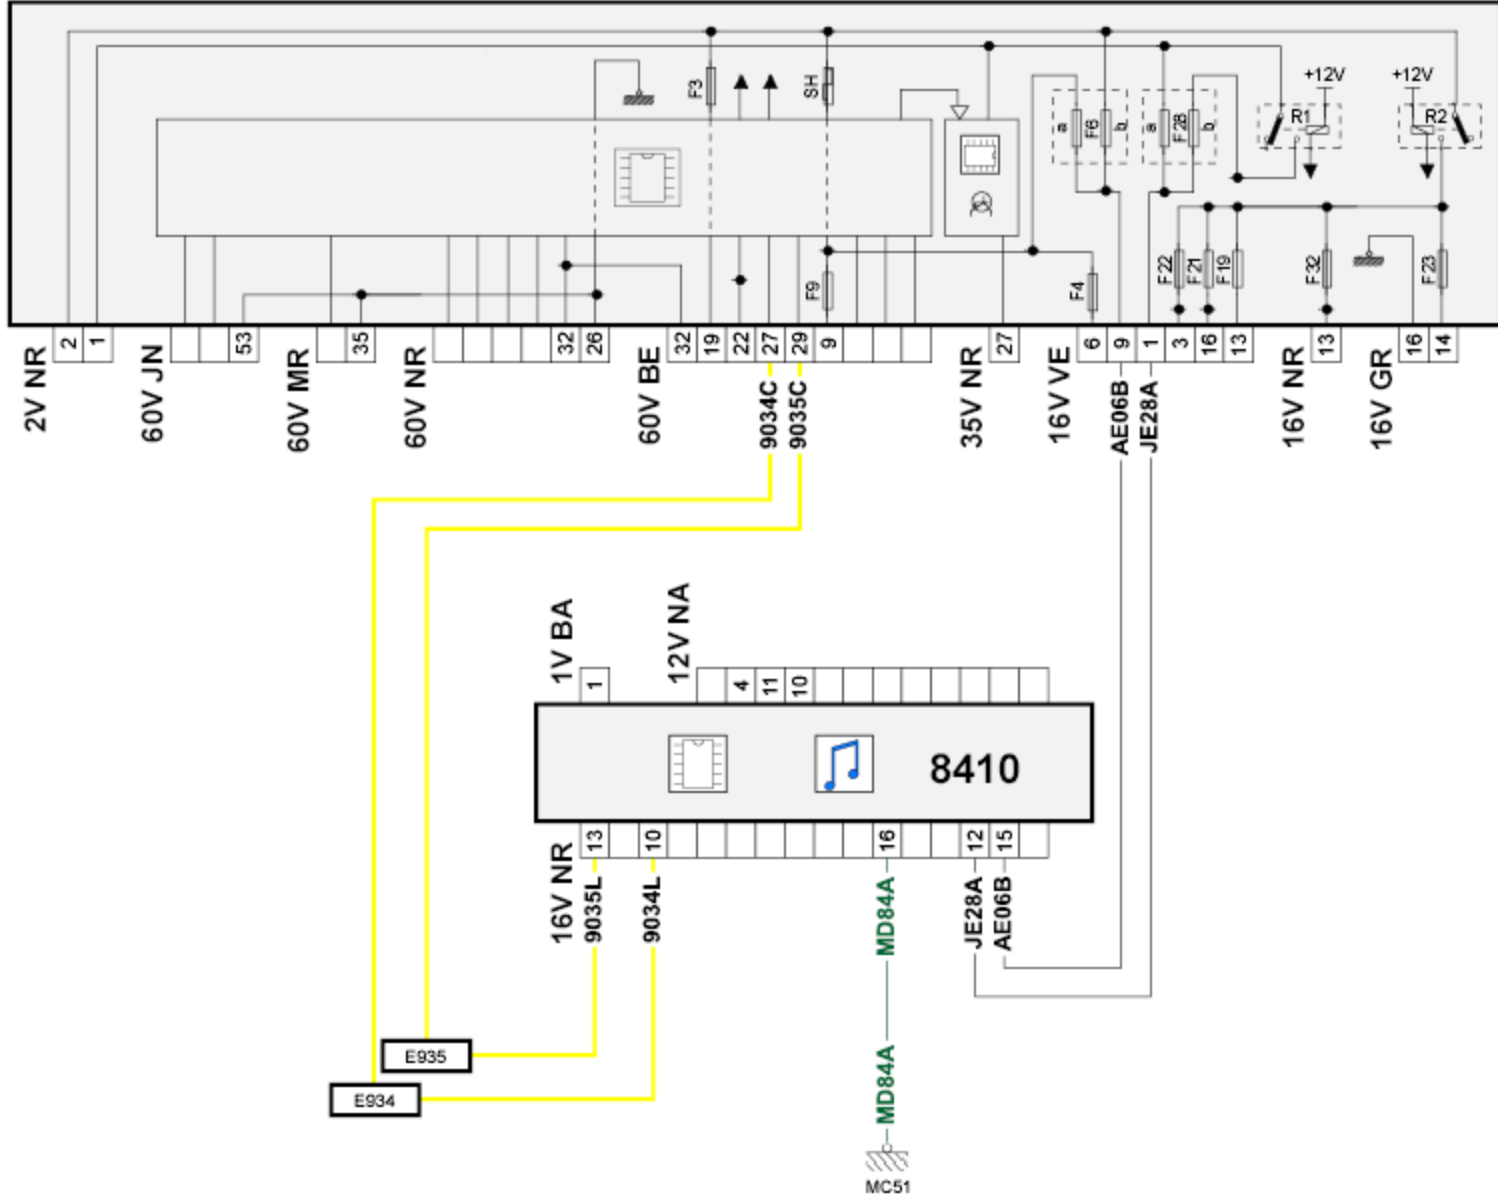 +12V +12V
F3 SH a F6 b a F28 b R1 R2
F9 F4 F22 F21 F19 F32 F23
2 1 53 35 32 26 32 19 22 27 29 9 27 6 9 1 3 16 13 13 16 14
2V NR 60V JN 60V MR 60V NR 60V BE 35V NR 16V VE 16V NR 16V GR
9034C 9035C AE06B JE28A
1V BA 12V NA
1 4 11 10
8410
13 10 16 12 15
16V NR
9035L 9034L MD84A JE28A AE06B
E935
E934
MD84A
MC51